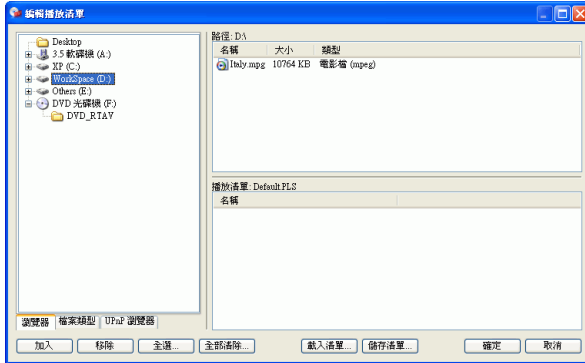 編輯播放清單
Desktop
3.5 軟碟機 (A:)
XP (C:)
WorkSpace (D:)
Others (E:)
DVD 光碟機 (F:)
DVD_RTAV
瀏覽器 檔案類型 UPnP 瀏覽器
路徑: D:\
名稱 大小 類型
Italy.mpg 10764 KB 電影檔 (mpeg)
播放清單: Default.PLS
名稱
加入 移除 全選... 全部清除... 載入清單... 儲存清單... 確定 取消